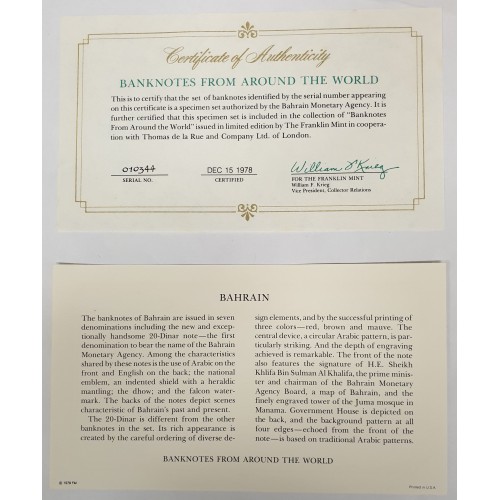 Certificate of Authenticity
BANKNOTES FROM AROUND THE WORLD
This is to certify that the set of banknotes identified by the serial number appearing
on this certificate is a specimen set authorized by the Bahrain Monetary Agency. It is
further certified that this specimen set is included in the collection of "Banknotes
From Around the World" issued in limited edition by The Franklin Mint in coopera-
tion with Thomas de la Rue and Company Ltd. of London.
010344
SERIAL NO.
DEC 15 1978
CERTIFIED
William F. Krieg
FOR THE FRANKLIN MINT
William F. Krieg
Vice President, Collector Relations
BAHRAIN
The banknotes of Bahrain are issued in seven
denominations including the new and excep-
tionally handsome 20-Dinar note—the first
denomination to bear the name of the Bahrain
Monetary Agency. Among the characteristics
shared by these notes is the use of Arabic on the
front and English on the back; the national
emblem, an indented shield with a heraldic
mantling; the dhow; and the falcon water-
mark. The backs of the notes depict scenes
characteristic of Bahrain's past and present.
The 20-Dinar is different from the other
banknotes in the set. Its rich appearance is
created by the careful ordering of diverse de-
sign elements, and by the successful printing of
three colors—red, brown and mauve. The
central device, a circular Arabic pattern, is par-
ticularly striking. And the depth of engraving
achieved is remarkable. The front of the note
also features the signature of H.E. Sheikh
Khlifa Bin Sulman Al Khalifa, the prime minis-
ter and chairman of the Bahrain Monetary
Agency Board, a map of Bahrain, and the
finely engraved tower of the Juma mosque in
Manama. Government House is depicted on
the back, and the background pattern at all
four edges—echoed from the front of the
note—is based on traditional Arabic patterns.
BANKNOTES FROM AROUND THE WORLD
© 1978 FM
Printed in U.S.A.